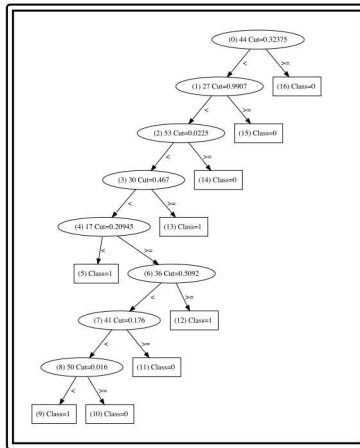 (0) 44 Cut=0.32375
< >=
(1) 27 Cut=0.9907 (16) Class=0
< >=
(2) 53 Cut=0.0225 (15) Class=0
< >=
(3) 30 Cut=0.467 (14) Class=0
< >=
(4) 17 Cut=0.20945 (13) Class=1
< >=
(5) Class=1 (6) 36 Cut=0.5092
< >=
(7) 41 Cut=0.176 (12) Class=1
< >=
(8) 50 Cut=0.016 (11) Class=0
< >=
(9) Class=1 (10) Class=0